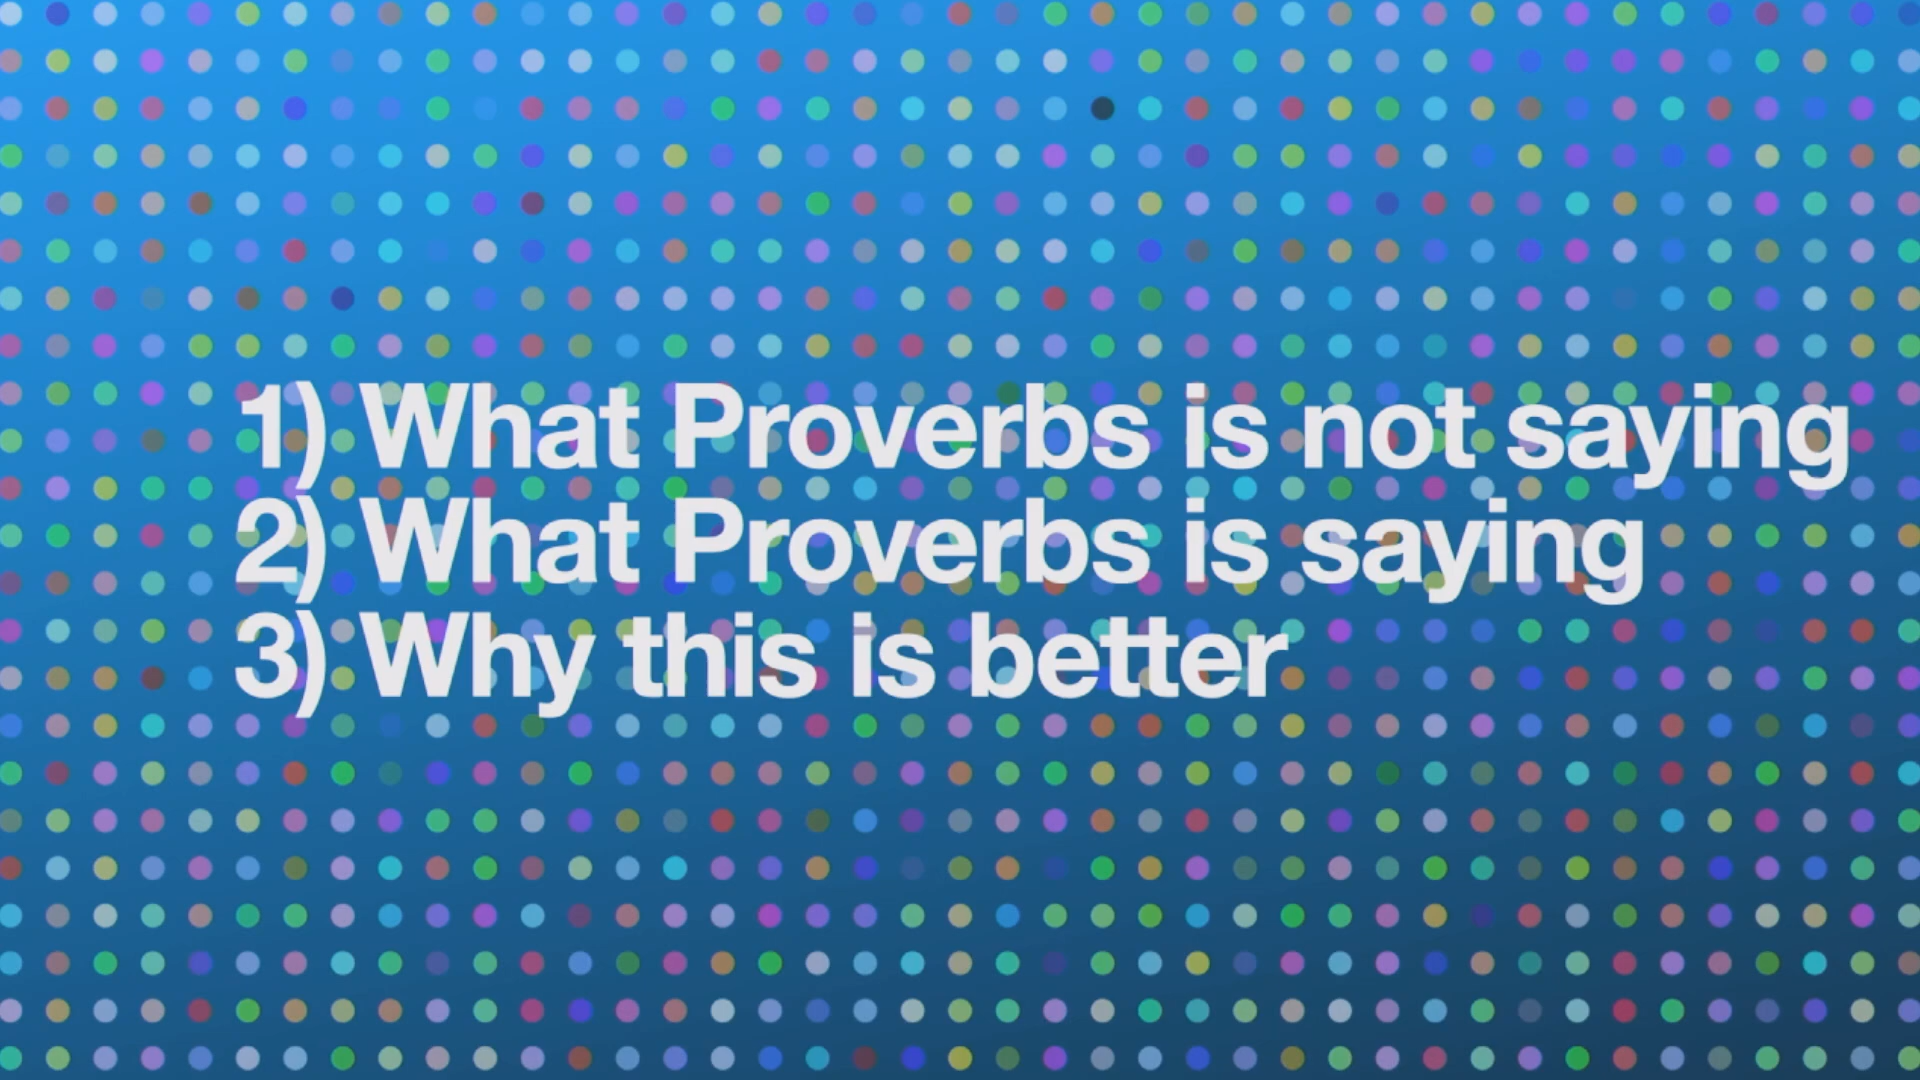 1) What Proverbs is not saying
2) What Proverbs is saying
3) Why this is better